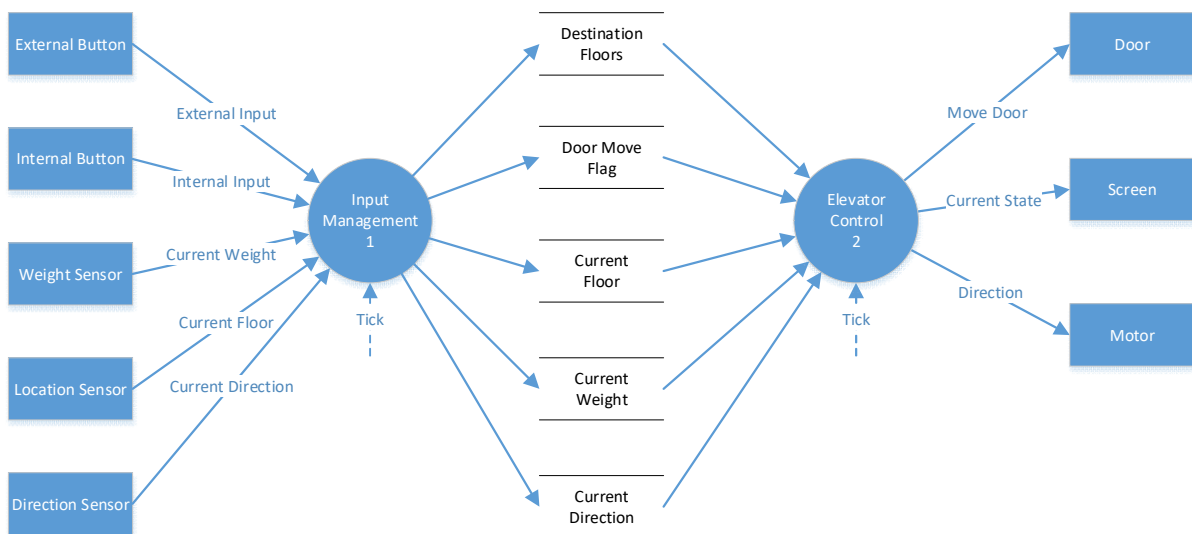 External Button
Internal Button
Weight Sensor
Location Sensor
Direction Sensor
External Input
Internal Input
Current Weight
Current Floor
Current Direction
Input
Management
1
Tick
Destination
Floors
Door Move
Flag
Current
Floor
Current
Weight
Current
Direction
Elevator
Control
2
Tick
Move Door
Current State
Direction
Door
Screen
Motor